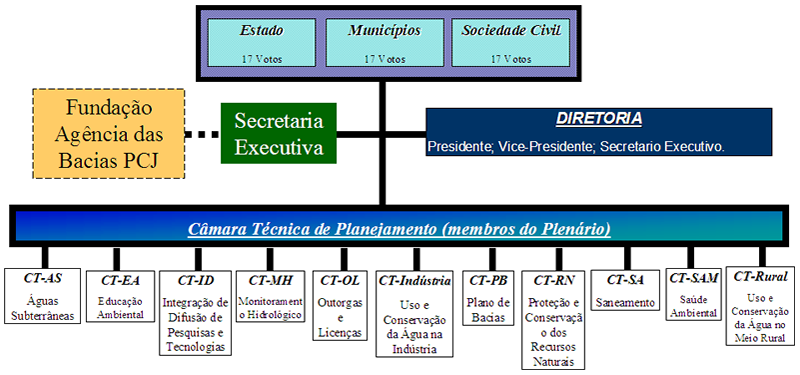 Estado
17 Votos
Municípios
17 Votos
Sociedade Civil
17 Votos
Fundação
Agência das
Bacias PCJ
Secretaria
Executiva
DIRETORIA
Presidente; Vice-Presidente; Secretario Executivo.
Câmara Técnica de Planejamento (membros do Plenário)
CT-AS
Águas
Subterrâneas
CT-EA
Educação
Ambiental
CT-ID
Integração de
Difusão de
Pesquisas e
Tecnologias
CT-MH
Monitorament
o Hidrológico
CT-OL
Outorgas
e
Licenças
CT-Indústria
Uso e
Conservação
da Água na
Indústria
CT-PB
Plano de
Bacias
CT-RN
Proteção e
Conservaçã
o dos
Recursos
Naturais
CT-SA
Saneamento
CT-SAM
Saúde
Ambiental
CT-Rural
Uso e
Conservação
da Água no
Meio Rural